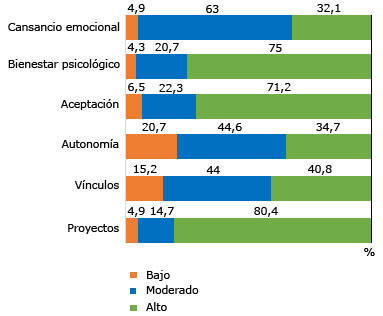 4,9 63 32,1
Cansancio emocional
4,3 20,7 75
Bienestar psicológico
6,5 22,3 71,2
Aceptación
20,7 44,6 34,7
Autonomía
15,2 44 40,8
Vínculos
4,9 14,7 80,4
Proyectos
%
Bajo
Moderado
Alto